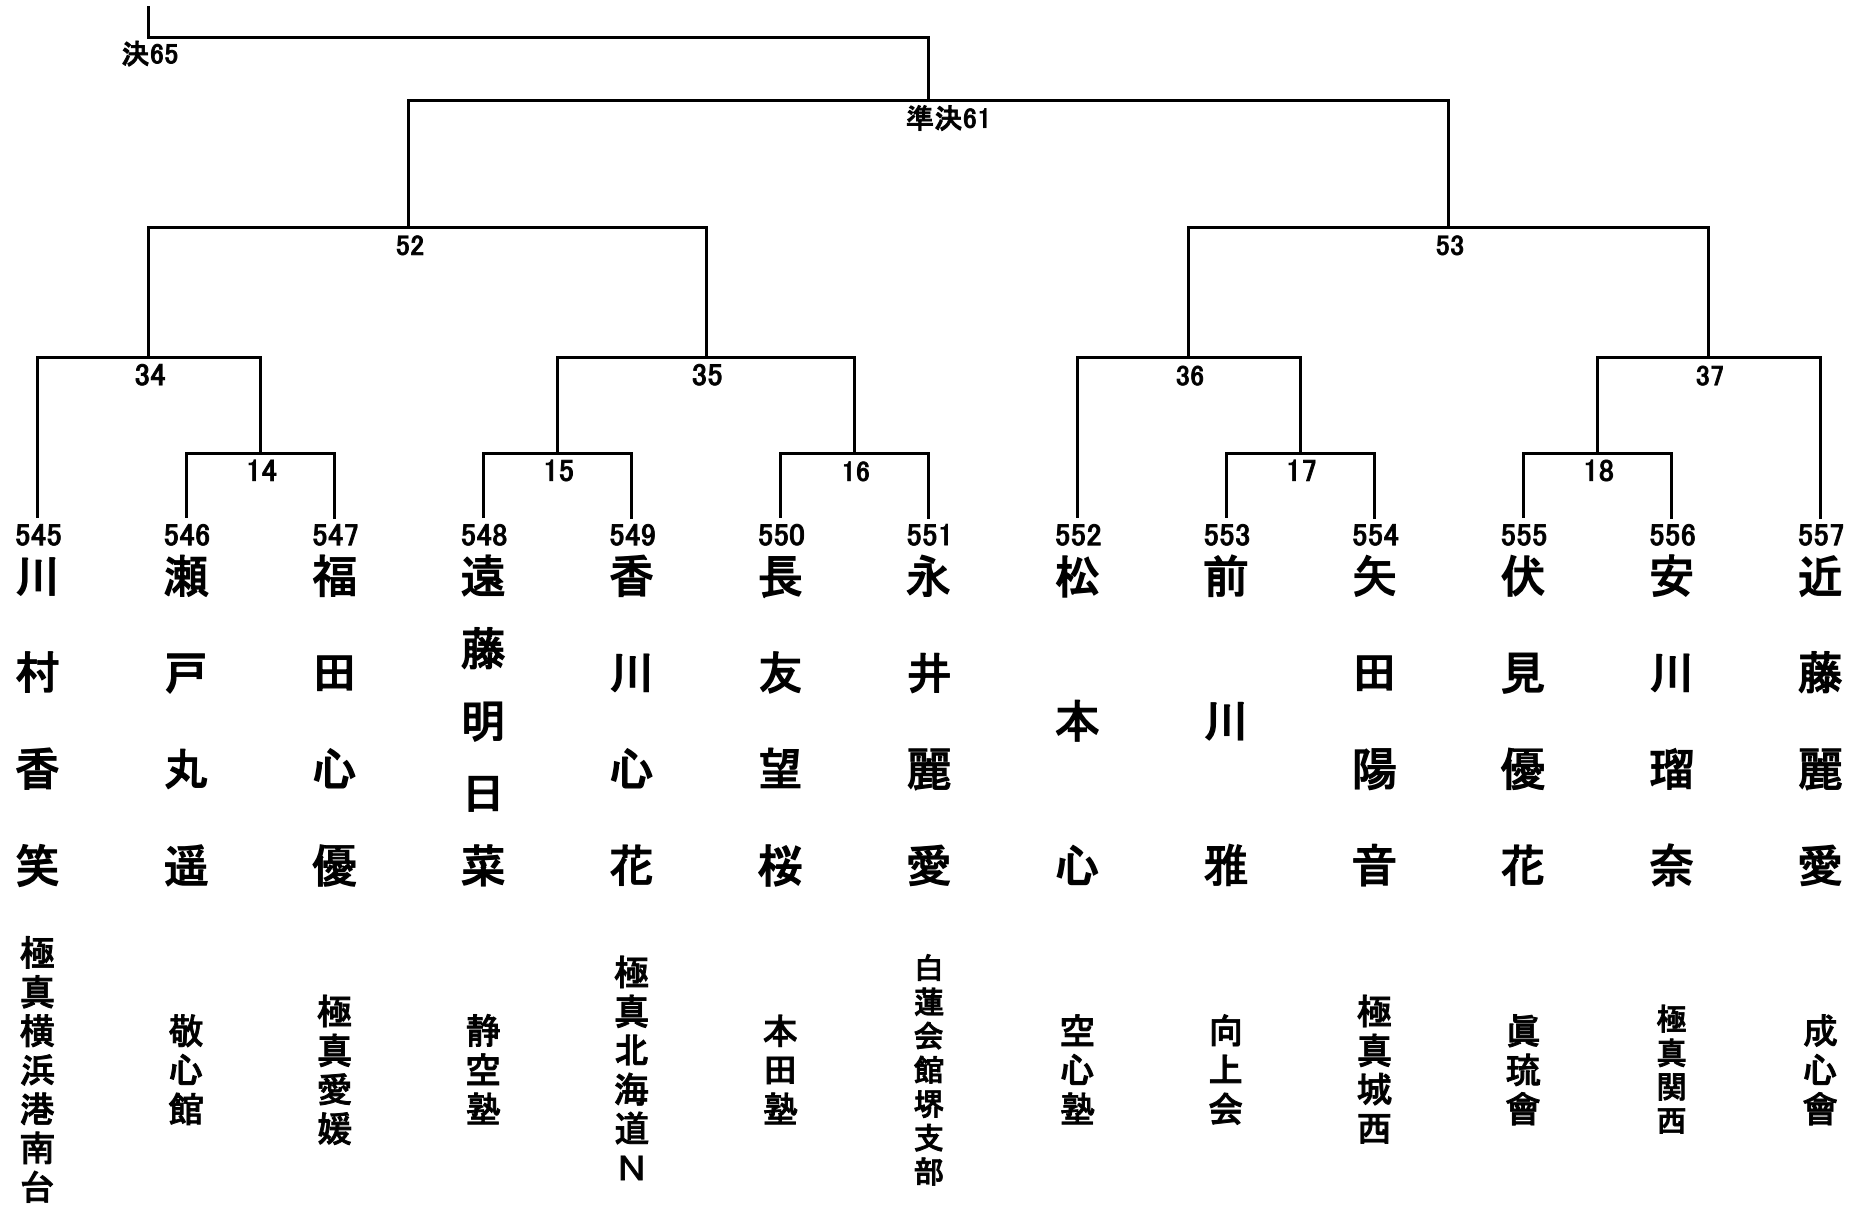 決65
準決61
52
53
34
35
36
37
14
15
16
17
18
545
川村香笑
極真横浜港南台
546
瀬戸丸遥
敬心館
547
福田心優
極真愛媛
548
遠藤明日菜
静空塾
549
香川心花
極真北海道N
550
長友望桜
本田塾
551
永井麗愛
白蓮会館堺支部
552
松本心
空心塾
553
前川雅
向上会
554
矢田陽音
極真城西
555
伏見優花
眞琉會
556
安川瑠奈
極真関西
557
近藤麗愛
成心會